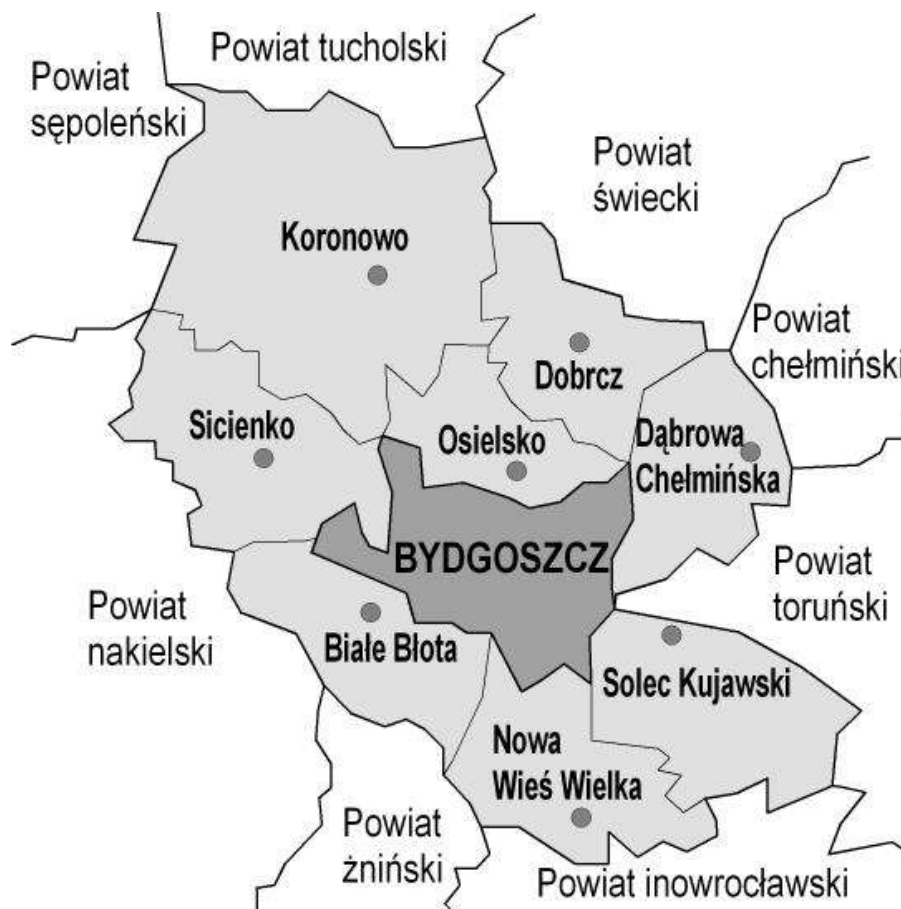 Powiat tucholski
Powiat
sępoleński
Powiat
świecki
Koronowo
Powiat
chełmiński
Dobrcz
Sicienko
Osielsko
Dąbrowa
Chełmińska
BYDGOSZCZ
Powiat
toruński
Powiat
nakielski
Białe Błota
Solec Kujawski
Nowa
Wieś Wielka
Powiat
żniński
Powiat inowrocławski